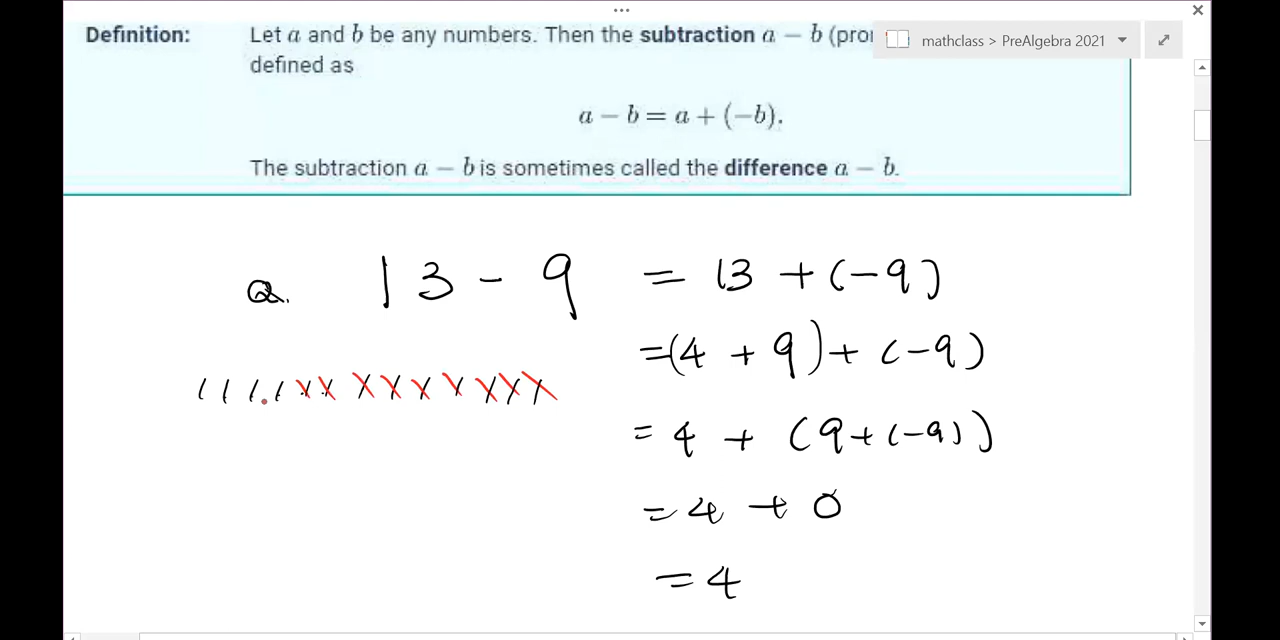 Definition: Let a and b be any numbers. Then the subtraction a − b
mathclass > PreAlgebra 2021
defined as
a − b = a + (−b).
The subtraction a − b is sometimes called the difference a − b.
Q. 13 - 9 = 13 + (-9)
=(4 + 9) + (-9)
= 4 + (9+(-9))
= 4 + 0
= 4